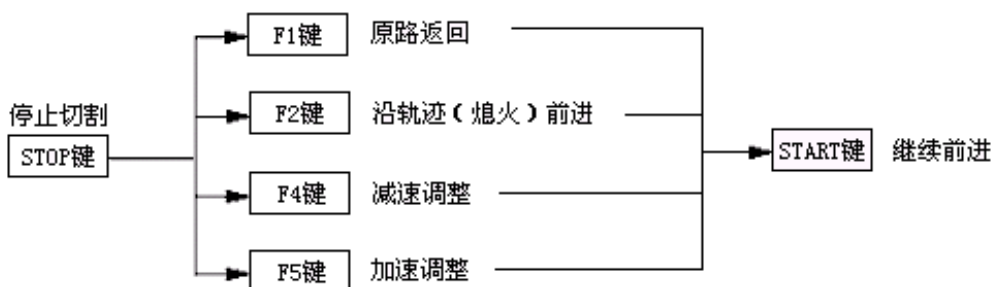 F1键 原路返回
F2键 沿轨迹（熄火）前进
停止切割
STOP键
START键 继续前进
F4键 减速调整
F5键 加速调整